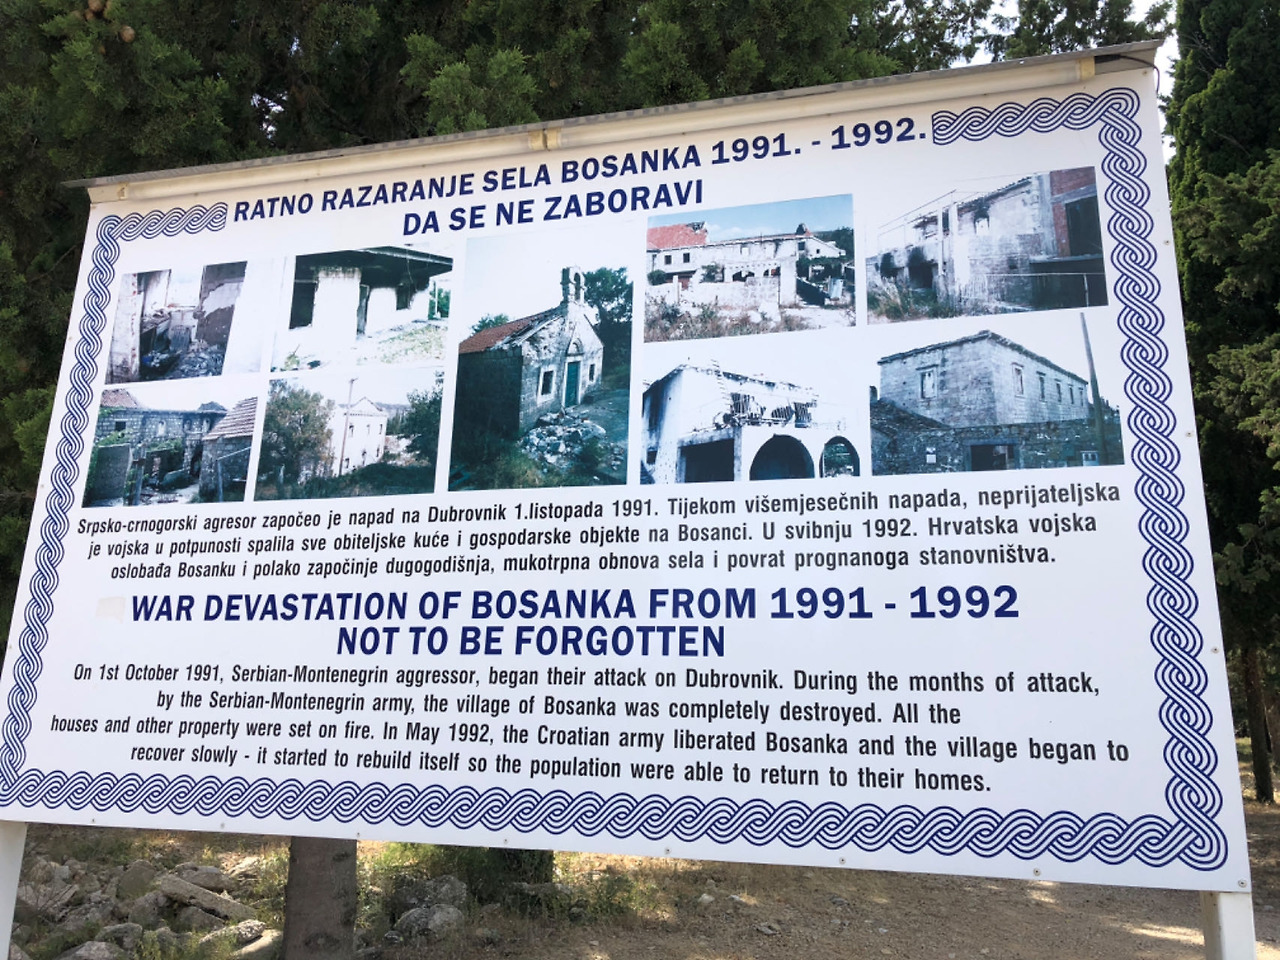 RATNO RAZARANJE SELA BOSANKA 1991. - 1992.
DA SE NE ZABORAVI
Srpsko-crnogorski agresor započeo je napad na Dubrovnik 1.listopada 1991. Tijekom višemjesečnih napada, neprijateljska
je vojska u potpunosti spalila sve obiteljske kuće i gospodarske objekte na Bosanci. U svibnju 1992. Hrvatska vojska
oslobađa Bosanku i polako započinje dugogodišnja, mukotrpna obnova sela i povrat prognanoga stanovništva.
WAR DEVASTATION OF BOSANKA FROM 1991 - 1992
NOT TO BE FORGOTTEN
On 1st October 1991, Serbian-Montenegrin aggressor, began their attack on Dubrovnik. During the months of attack,
by the Serbian-Montenegrin army, the village of Bosanka was completely destroyed. All the
houses and other property were set on fire. In May 1992, the Croatian army liberated Bosanka and the village began to
recover slowly - it started to rebuild itself so the population were able to return to their homes.